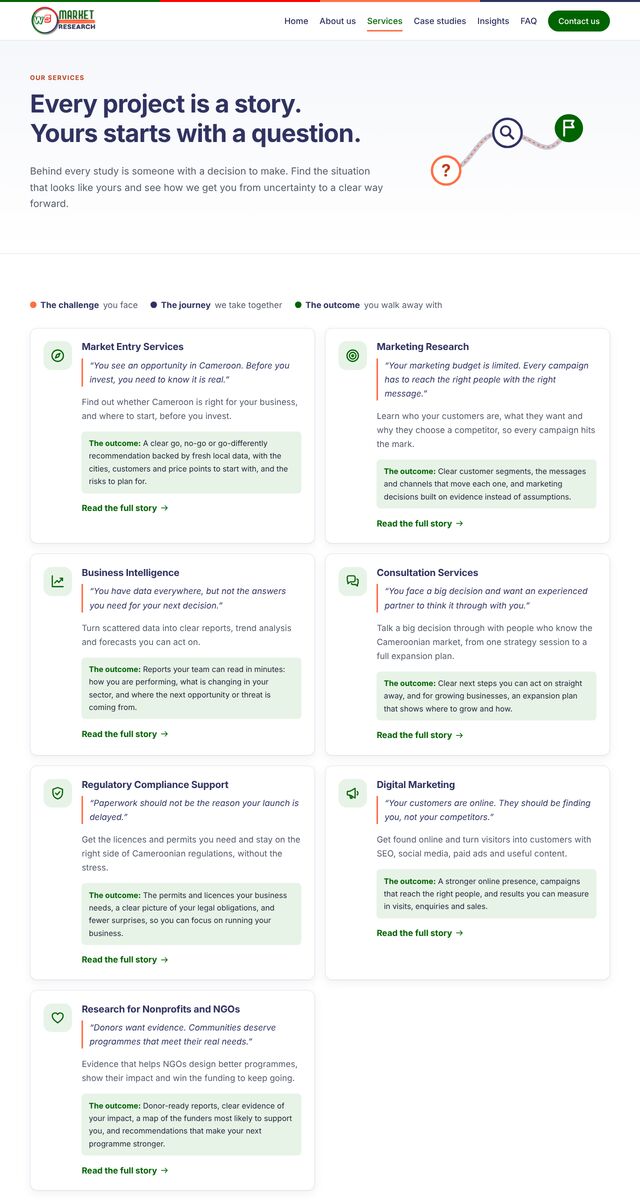 W3 MARKET
RESEARCH
Home About us Services Case studies Insights FAQ Contact us
OUR SERVICES
Every project is a story.
Yours starts with a question.
Behind every study is someone with a decision to make. Find the situation
that looks like yours and see how we get you from uncertainty to a clear way
forward.
?
The challenge you face The journey we take together The outcome you walk away with
Market Entry Services
“You see an opportunity in Cameroon. Before you
invest, you need to know it is real.”
Find out whether Cameroon is right for your business,
and where to start, before you invest.
The outcome: A clear go, no-go or go-differently
recommendation backed by fresh local data, with the
cities, customers and price points to start with, and the
risks to plan for.
Read the full story →
Marketing Research
“Your marketing budget is limited. Every campaign
has to reach the right people with the right
message.”
Learn who your customers are, what they want and
why they choose a competitor, so every campaign hits
the mark.
The outcome: Clear customer segments, the messages
and channels that move each one, and marketing
decisions built on evidence instead of assumptions.
Read the full story →
Business Intelligence
“You have data everywhere, but not the answers
you need for your next decision.”
Turn scattered data into clear reports, trend analysis
and forecasts you can act on.
The outcome: Reports your team can read in minutes:
how you are performing, what is changing in your
sector, and where the next opportunity or threat is
coming from.
Read the full story →
Consultation Services
“You face a big decision and want an experienced
partner to think it through with you.”
Talk a big decision through with people who know the
Cameroonian market, from one strategy session to a
full expansion plan.
The outcome: Clear next steps you can act on straight
away, and for growing businesses, an expansion plan
that shows where to grow and how.
Read the full story →
Regulatory Compliance Support
“Paperwork should not be the reason your launch is
delayed.”
Get the licences and permits you need and stay on the
right side of Cameroonian regulations, without the
stress.
The outcome: The permits and licences your business
needs, a clear picture of your legal obligations, and
fewer surprises, so you can focus on running your
business.
Read the full story →
Digital Marketing
“Your customers are online. They should be finding
you, not your competitors.”
Get found online and turn visitors into customers with
SEO, social media, paid ads and useful content.
The outcome: A stronger online presence, campaigns
that reach the right people, and results you can measure
in visits, enquiries and sales.
Read the full story →
Research for Nonprofits and NGOs
“Donors want evidence. Communities deserve
programmes that meet their real needs.”
Evidence that helps NGOs design better programmes,
show their impact and win the funding to keep going.
The outcome: Donor-ready reports, clear evidence of
your impact, a map of the funders most likely to support
you, and recommendations that make your next
programme stronger.
Read the full story →